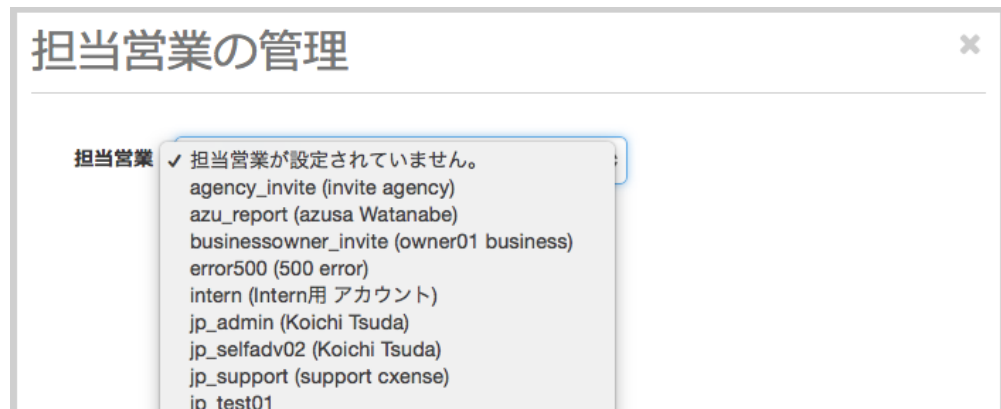 担当営業の管理
×
担当営業 ✓ 担当営業が設定されていません。
agency_invite (invite agency)
azu_report (azusa Watanabe)
businessowner_invite (owner01 business)
error500 (500 error)
intern (Intern用 アカウント)
jp_admin (Koichi Tsuda)
jp_selfadv02 (Koichi Tsuda)
jp_support (support cxense)
jp_test01